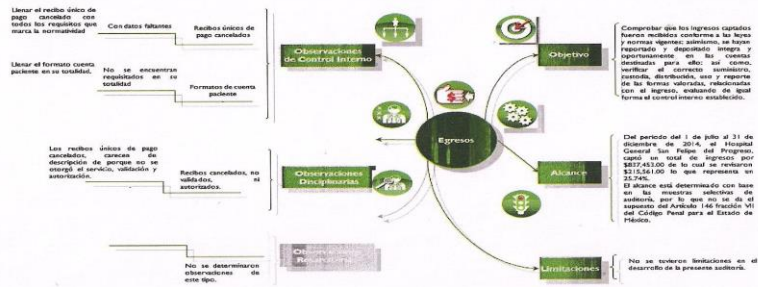 Llenar el recibo único de
pago cancelado con
todos los requisitos que
marca la normatividad
Con datos faltantes
Recibos únicos de
pago cancelados
Llenar el formato cuenta
paciente en su totalidad.
No se encuentran
requisitados en su
totalidad
Formatos de cuenta
paciente
Observaciones
de Control Interno
Los recibos únicos de pago
cancelados, carecen de
descripción de porque no se
otorgó el servicio, validación y
autorización.
Recibos cancelados, no
validados, ni
autorizados.
Observaciones
Disciplinarias
No se determinaron
observaciones de
este tipo.
Egresos
Objetivo
Comprobar que los ingresos captados
fueron recibidos conforme a las leyes
y normas vigentes; asimismo, se hayan
reportado y depositado íntegra y
oportunamente en las cuentas
destinadas para ello; así como,
verificar el correcto suministro,
custodia, distribución, uso y reporte
de las formas valoradas, relacionadas
con el ingreso, evaluando de igual
forma el control interno establecido.
Alcance
Del periodo del 1 de julio al 31 de
diciembre de 2014, el Hospital
General San Felipe del Progreso,
captó un total de ingresos por
$837,453.00 de lo cual se revisaron
$215,561.00 lo que representa un
25.74%.
El alcance está determinado con base
en las muestras selectivas de
auditoría, por lo que no se da el
supuesto del Artículo 146 fracción VII
del Código Penal para el Estado de
México.
Limitaciones
No se tuvieron limitaciones en el
desarrollo de la presente auditoría.